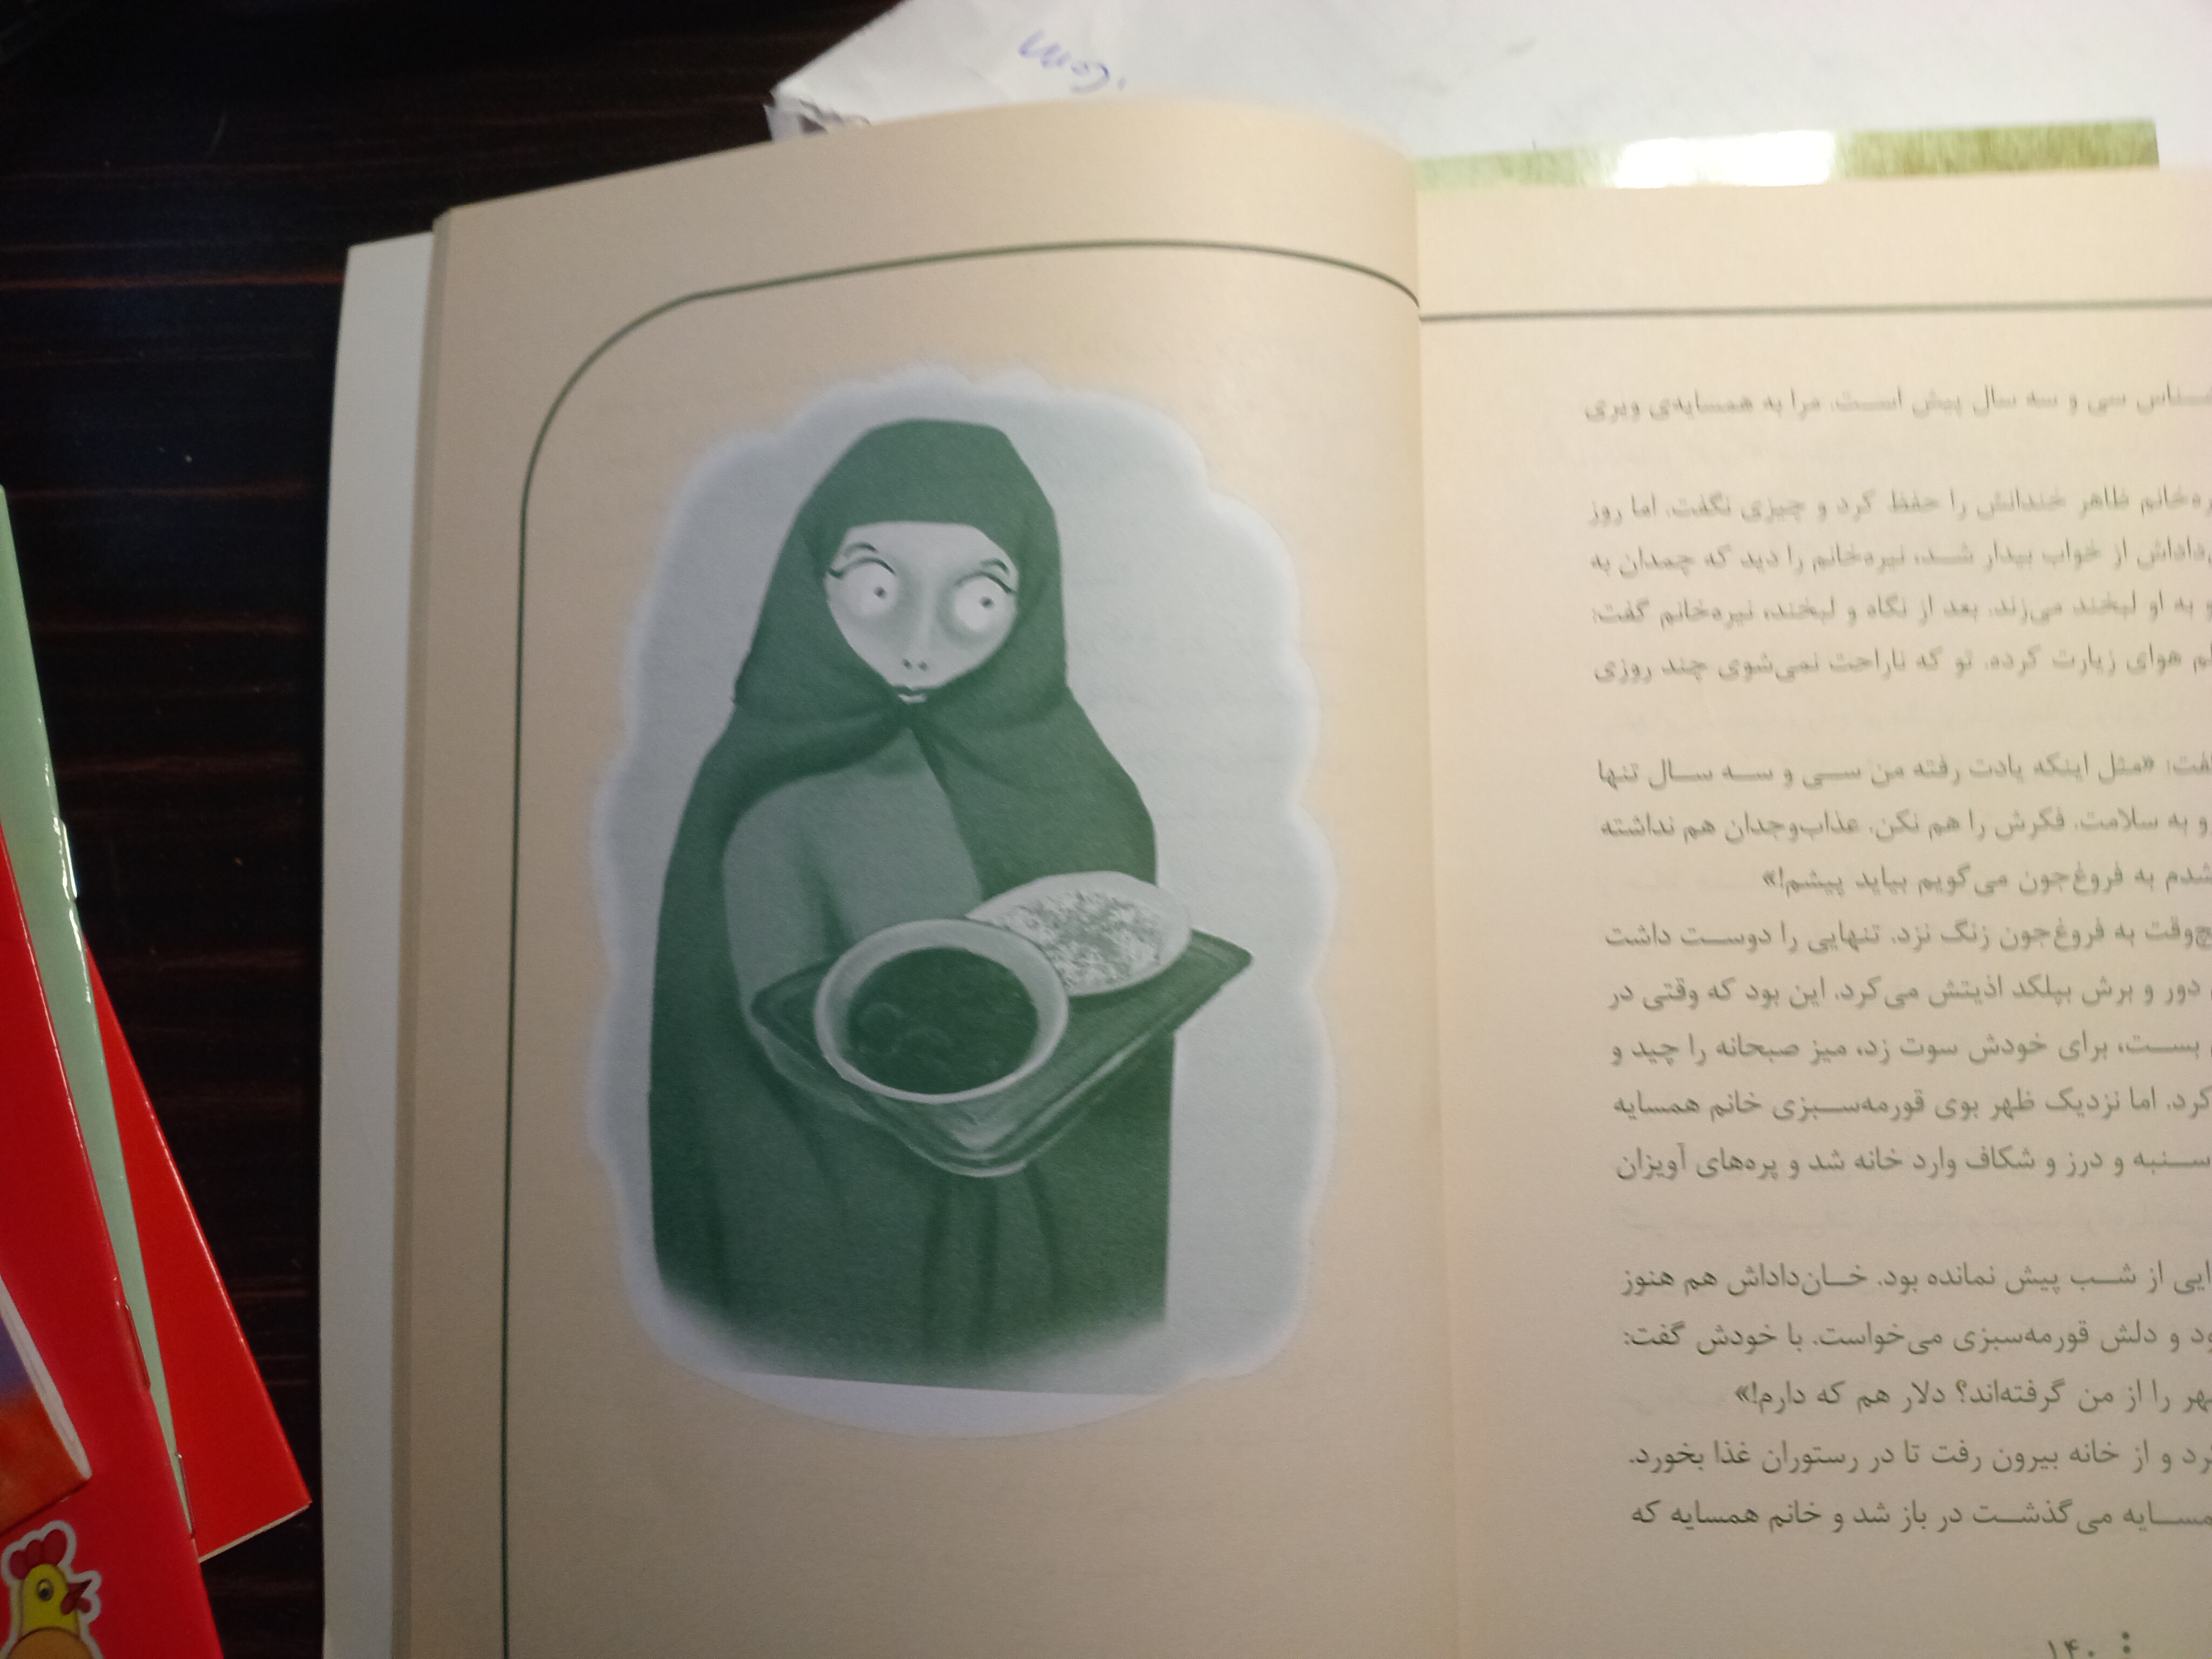 .com
سی و سه سال پیش است. مرا به همسایه‌ی وبری
ره‌خانم ظاهر خندانش را حفظ کرد و چیزی نگفت. اما روز
داداش از خواب بیدار شد، نیره‌خانم را دید که چمدان به
و به او لبخند می‌زند. بعد از نگاه و لبخند، نیره‌خانم گفت:
هوای زیارت کرده. تو که ناراحت نمی‌شوی چند روزی
«مثل اینکه یادت رفته من سی و سه سال تنها
و به سلامت. فکرش را هم نکن. عذاب‌وجدان هم نداشته
شدم به فروغ‌جون می‌گویم بیاید پیشم!»
چ‌وقت به فروغ‌جون زنگ نزد. تنهایی را دوست داشت
دور و برش بپلکد اذیتش می‌کرد. این بود که وقتی در
بست، برای خودش سوت زد، میز صبحانه را چید و
کرد. اما نزدیک ظهر بوی قورمه‌سبزی خانم همسایه
سنبه و درز و شکاف وارد خانه شد و پره‌های آویزان
ایی از شب پیش نمانده بود. خان‌داداش هم هنوز
ود و دلش قورمه‌سبزی می‌خواست. با خودش گفت:
هر را از من گرفته‌اند؟ دلار هم که دارم!»
رد و از خانه بیرون رفت تا در رستوران غذا بخورد.
مسایه می‌گذشت در باز شد و خانم همسایه که
۱۴۰